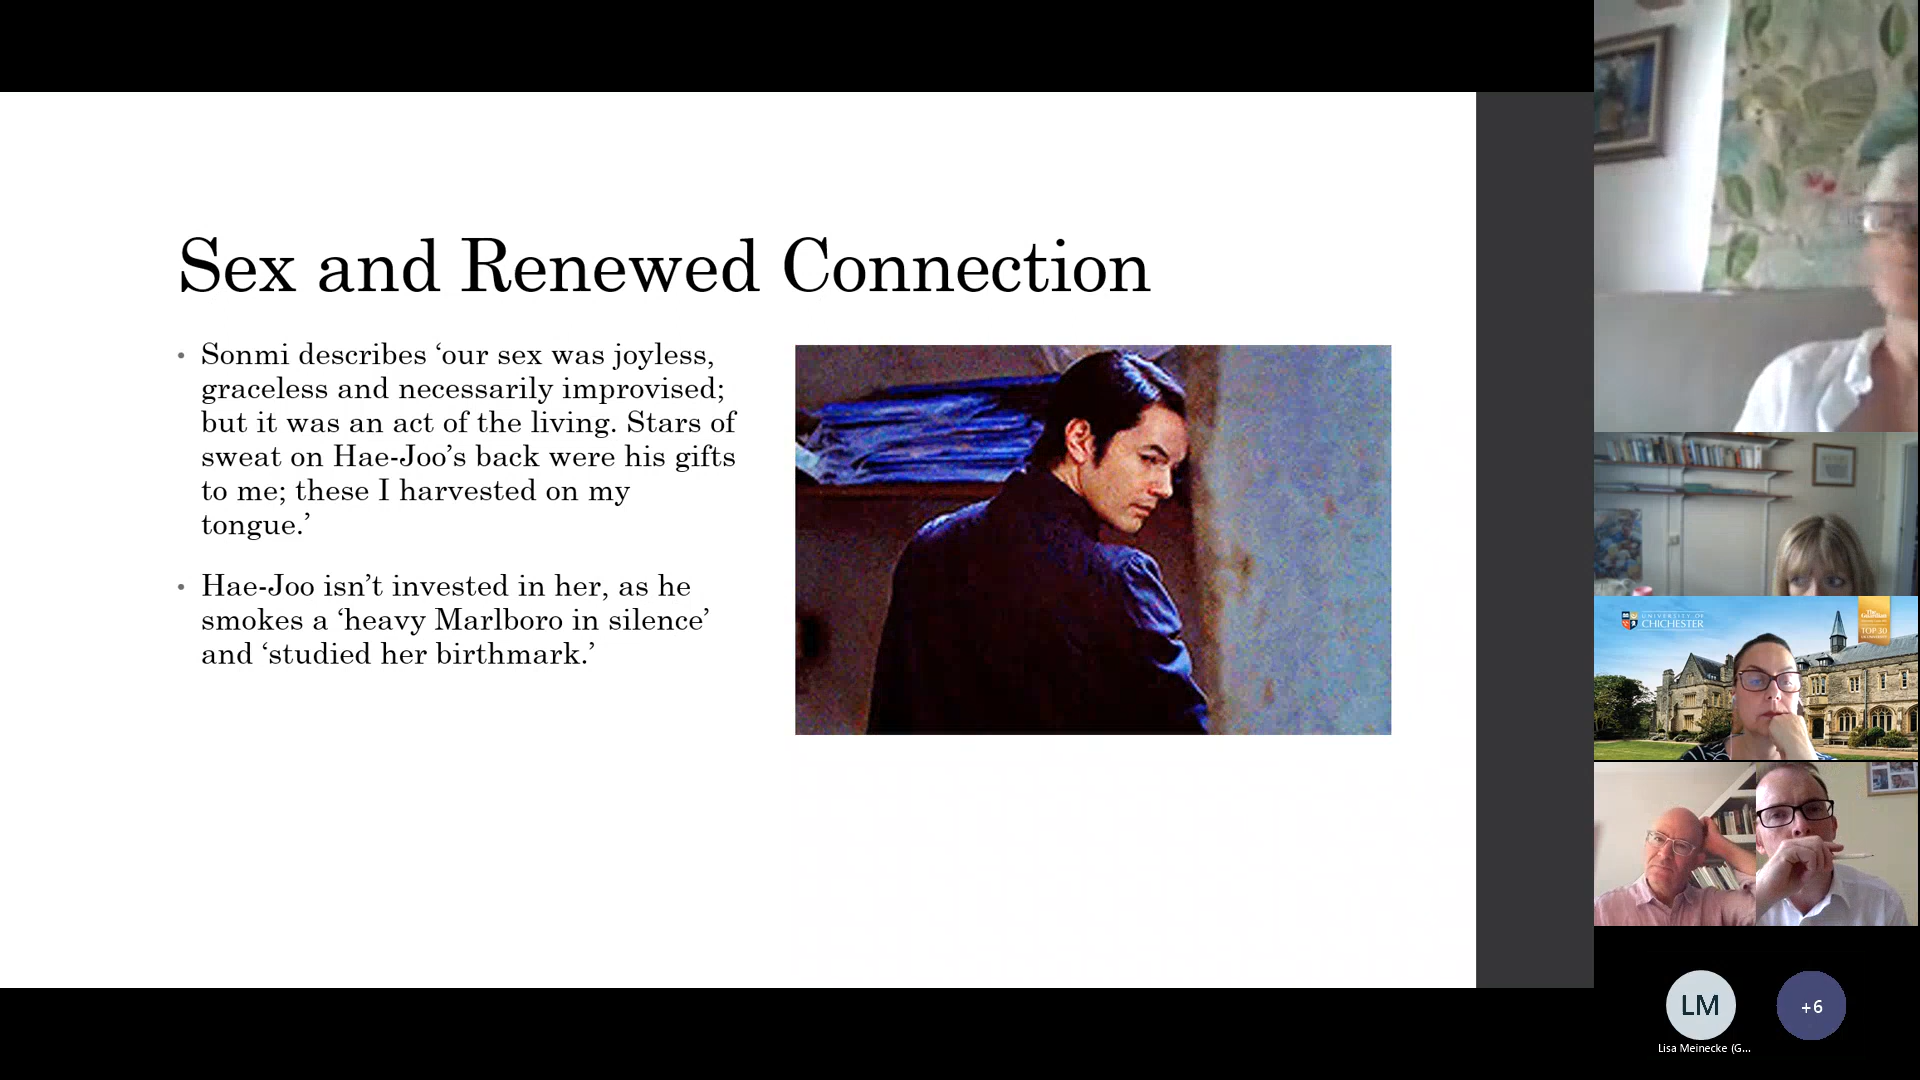 Sex and Renewed Connection
• Sonmi describes ‘our sex was joyless,
graceless and necessarily improvised;
but it was an act of the living. Stars of
sweat on Hae-Joo’s back were his gifts
to me; these I harvested on my
tongue.’
• Hae-Joo isn’t invested in her, as he
smokes a ‘heavy Marlboro in silence’
and ‘studied her birthmark.’
UNIVERSITY OF
CHICHESTER
TOP 30
LM
+6
Lisa Meinecke (G...